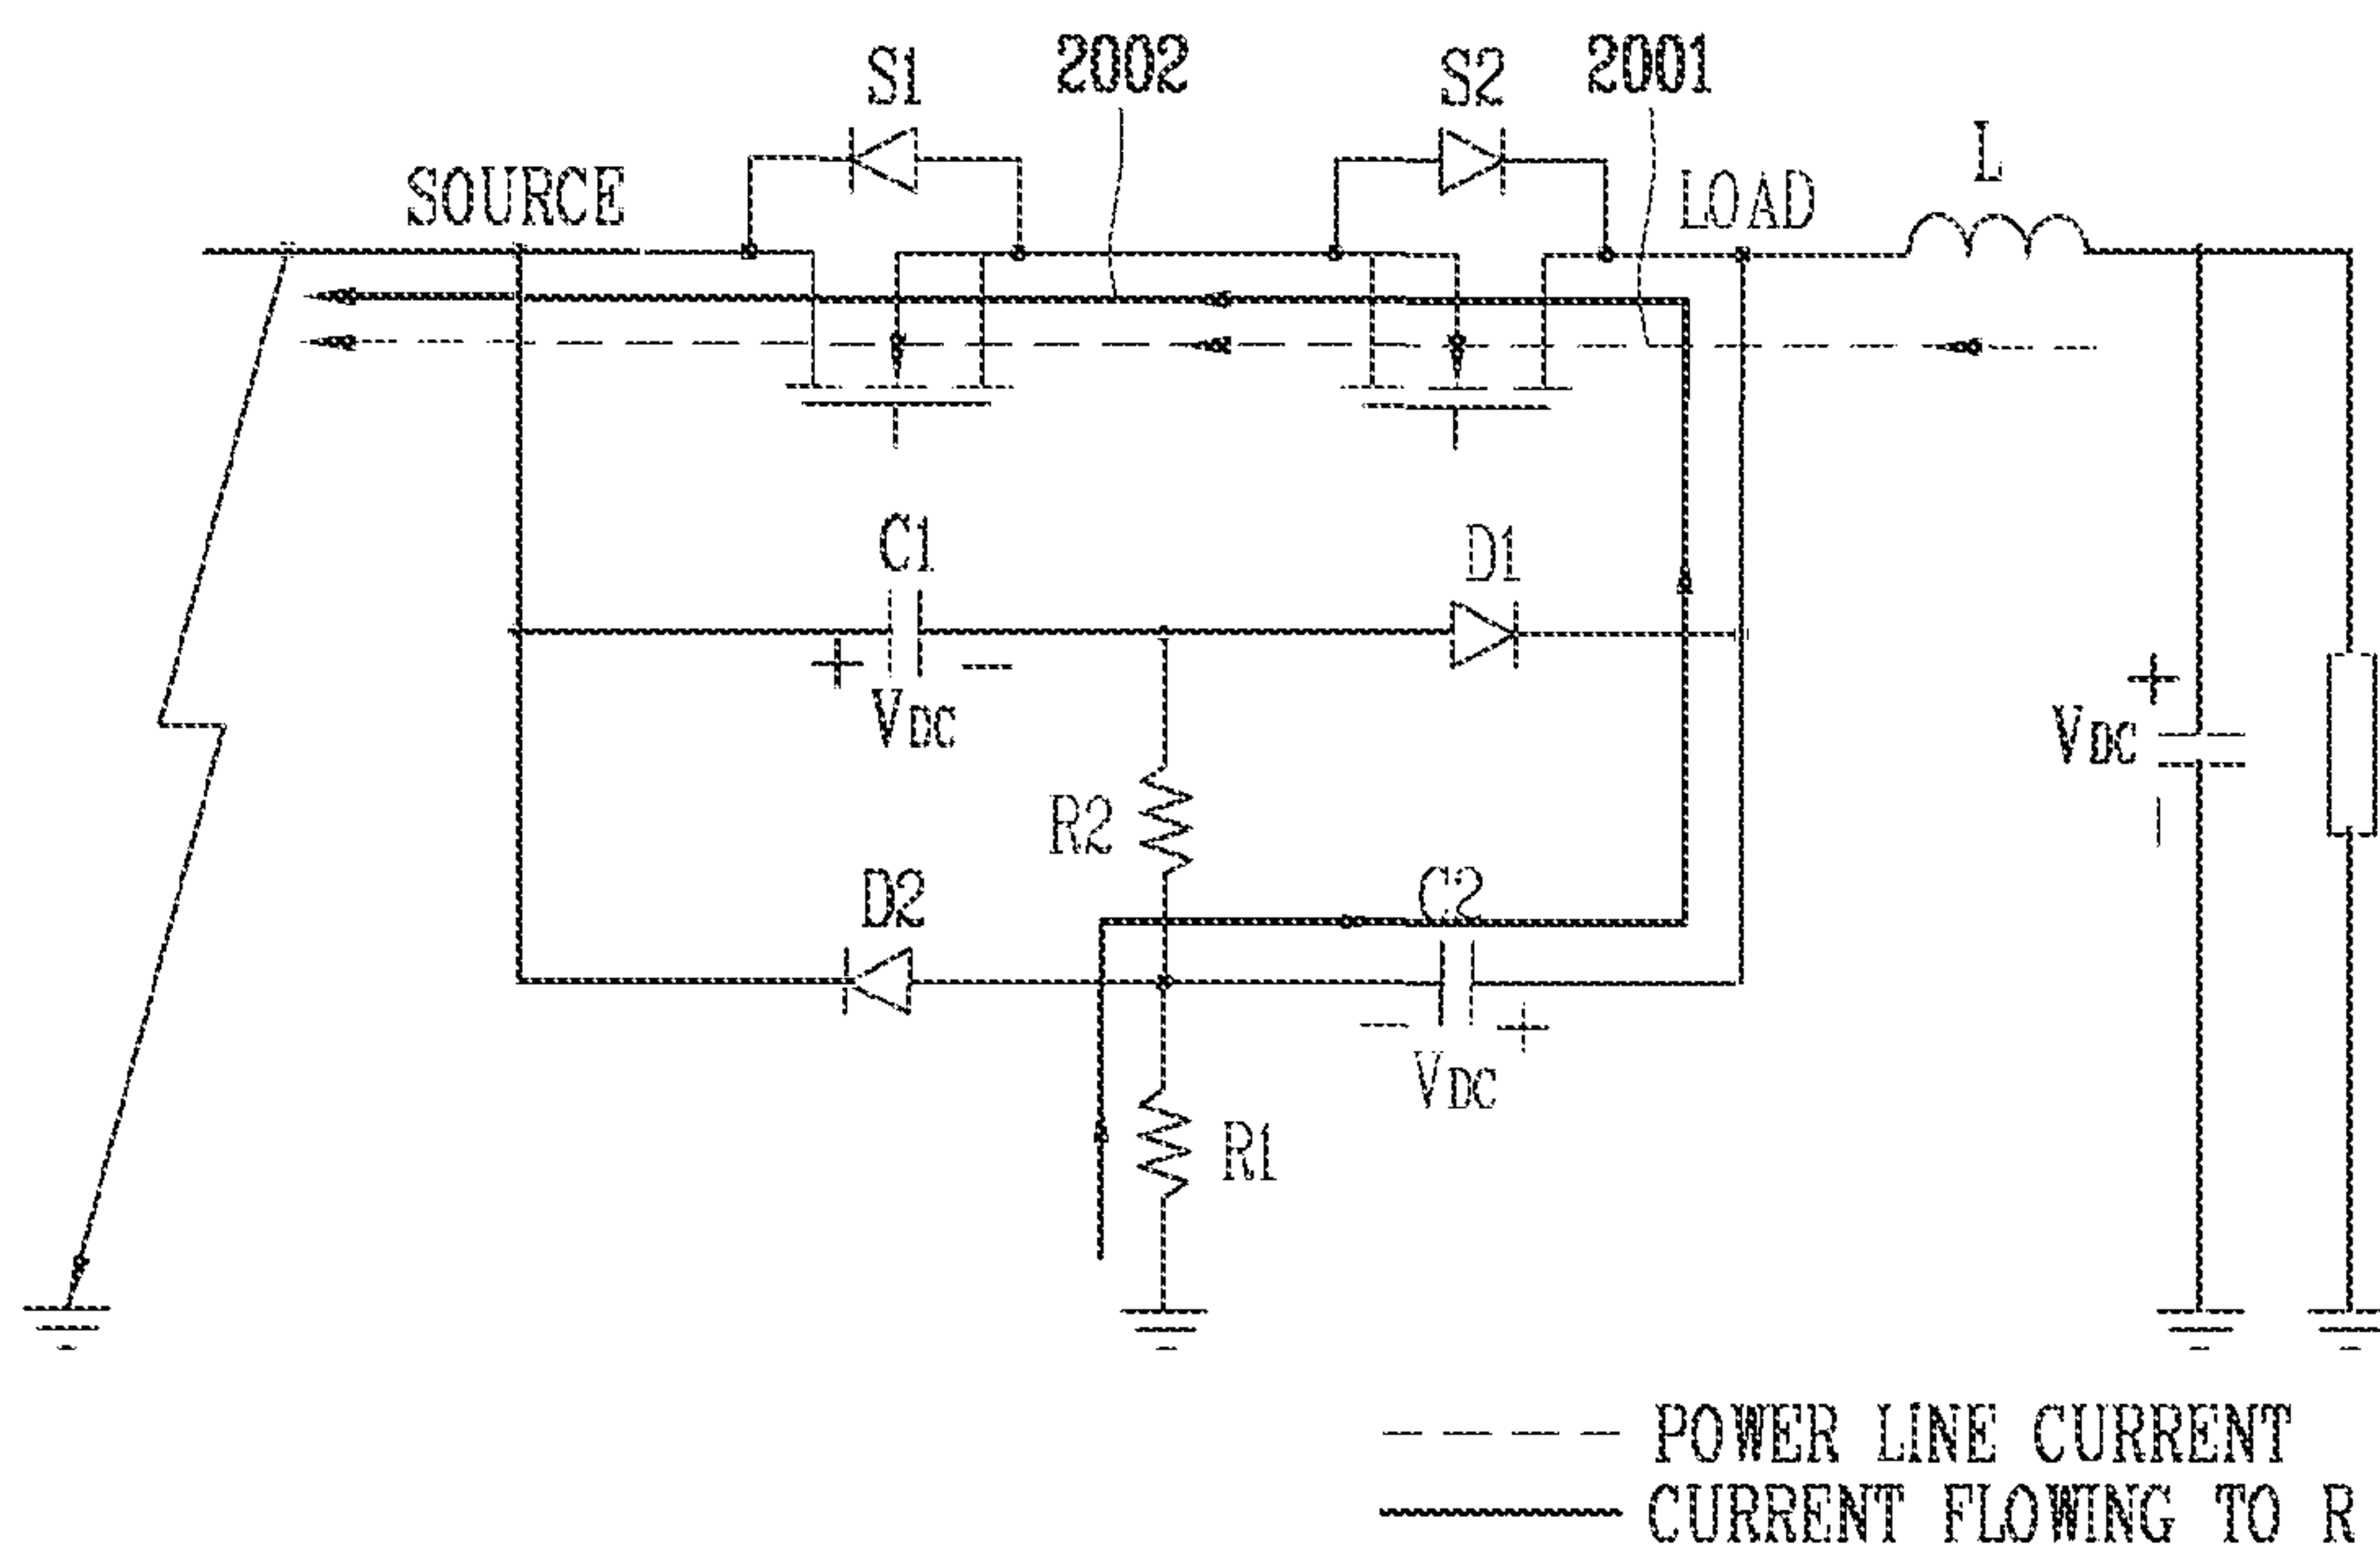 S1
2002
S2
2001
SOURCE
LOAD
L
C1
D1
+
-
VDC
+
VDC
-
R2
D2
C2
-
+
VDC
R1
POWER LINE CURRENT
CURRENT FLOWING TO R